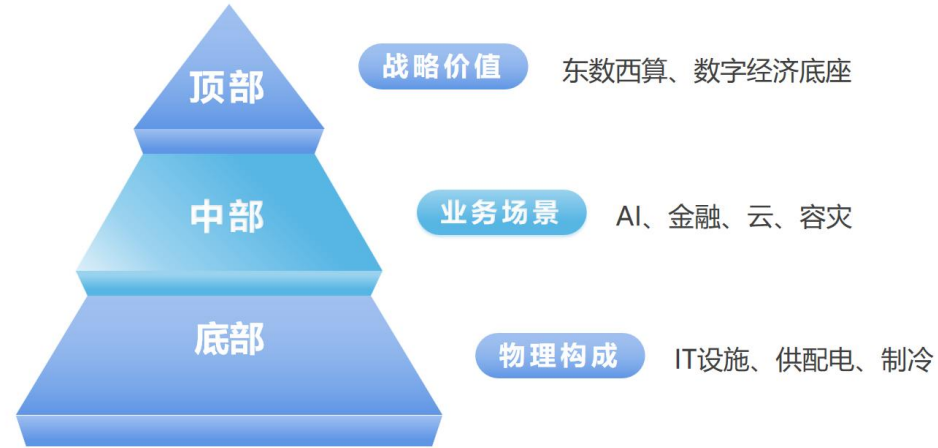 顶部 战略价值 东数西算、数字经济底座
中部 业务场景 AI、金融、云、容灾
底部 物理构成 IT设施、供配电、制冷